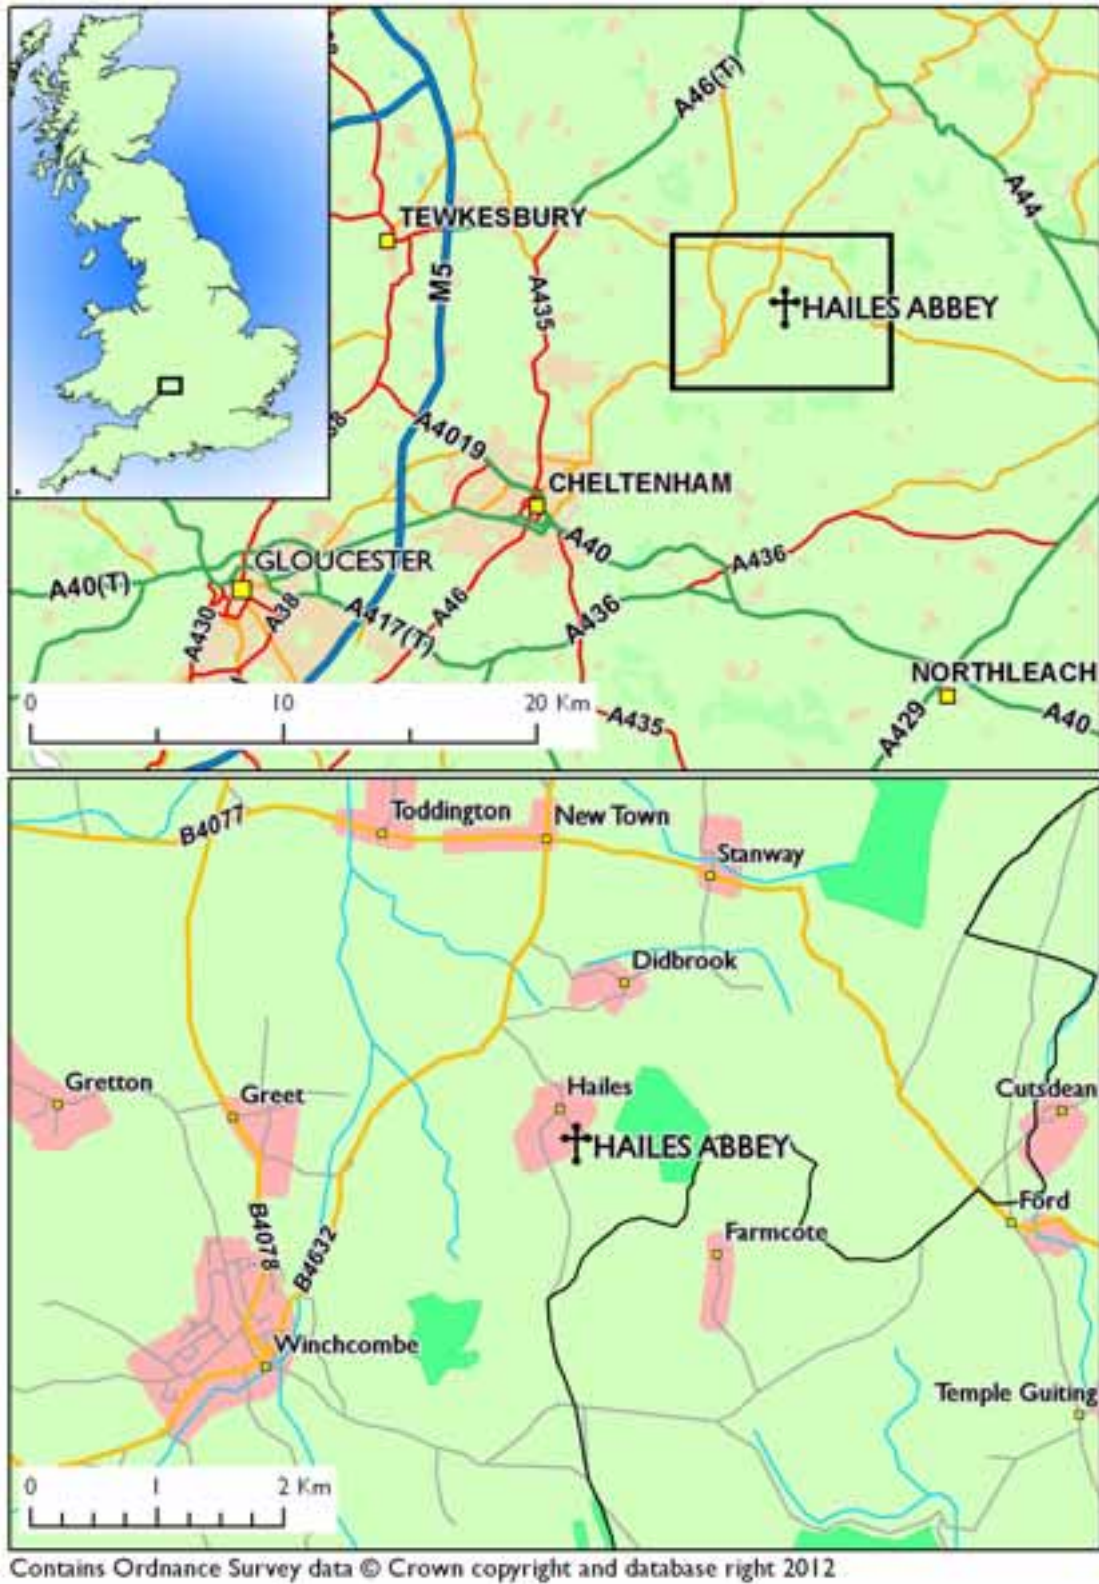 A46(T)
A44
TEWKESBURY
M5
A435
HAILES ABBEY
A4019
CHELTENHAM
A40
A436
GLOUCESTER
A40(T)
A430
A38
A417(T)
A46
A436
NORTHLEACH
A429
A40
A435
0 10 20 Km
B4077
Toddington
New Town
Stanway
Didbrook
Gretton
Greet
Hailes
Cutsdean
HAILES ABBEY
Ford
Farmcote
B4078
B4632
Winchcombe
Temple Guiting
0 1 2 Km
Contains Ordnance Survey data © Crown copyright and database right 2012